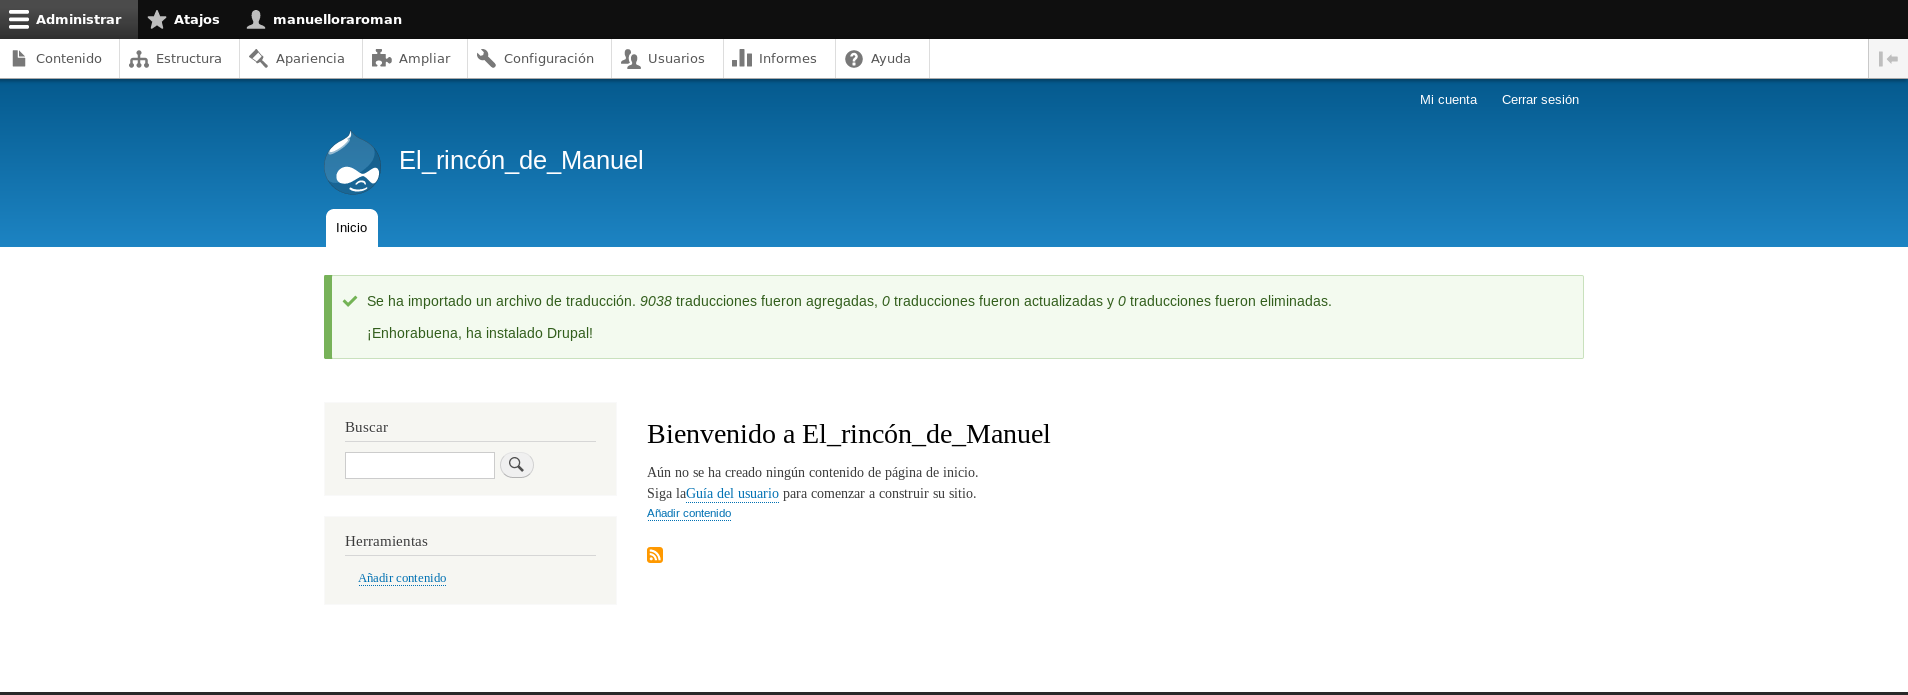 Administrar Atajos manuelloraroman
Contenido Estructura Apariencia Ampliar Configuración Usuarios Informes Ayuda
Mi cuenta Cerrar sesión
El_rincón_de_Manuel
Inicio
Se ha importado un archivo de traducción. 9038 traducciones fueron agregadas, 0 traducciones fueron actualizadas y 0 traducciones fueron eliminadas.
¡Enhorabuena, ha instalado Drupal!
Buscar
Herramientas
Añadir contenido
Bienvenido a El_rincón_de_Manuel
Aún no se ha creado ningún contenido de página de inicio.
Siga laGuía del usuario para comenzar a construir su sitio.
Añadir contenido